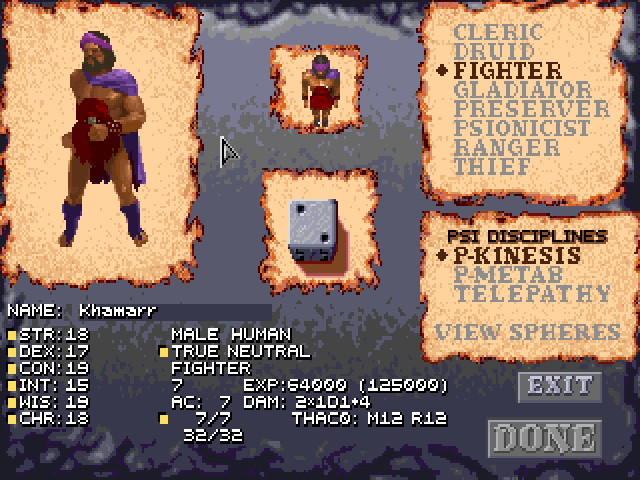 CLERIC
DRUID
FIGHTER
GLADIATOR
PRESERVER
PSIONICIST
RANGER
THIEF
PSI DISCIPLINES
P-KINESIS
P-METAB
TELEPATHY
VIEW SPHERES
NAME: Khamarr
STR:18 MALE HUMAN
DEX:17 TRUE NEUTRAL
CON:19 FIGHTER
INT:15 7 EXP:64000 (125000)
WIS:19 AC: 7 DAM: 2x1D1+4
CHR:18 7/7 THAC0: M12 R12
32/32
EXIT
DONE